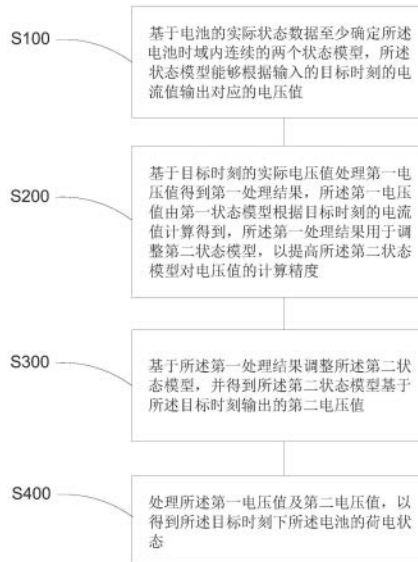 S100
基于电池的实际状态数据至少确定所述
电池时域内连续的两个状态模型，所述
状态模型能够根据输入的目标时刻的电
流值输出对应的电压值
S200
基于目标时刻的实际电压值处理第一电
压值得到第一处理结果，所述第一电压
值由第一状态模型根据目标时刻的电流
值计算得到，所述第一处理结果用于调
整第二状态模型，以提高所述第二状态
模型对电压值的计算精度
S300
基于所述第一处理结果调整所述第二状
态模型，并得到所述第二状态模型基于
所述目标时刻输出的第二电压值
S400
处理所述第一电压值及第二电压值，以
得到所述目标时刻下所述电池的荷电状
态